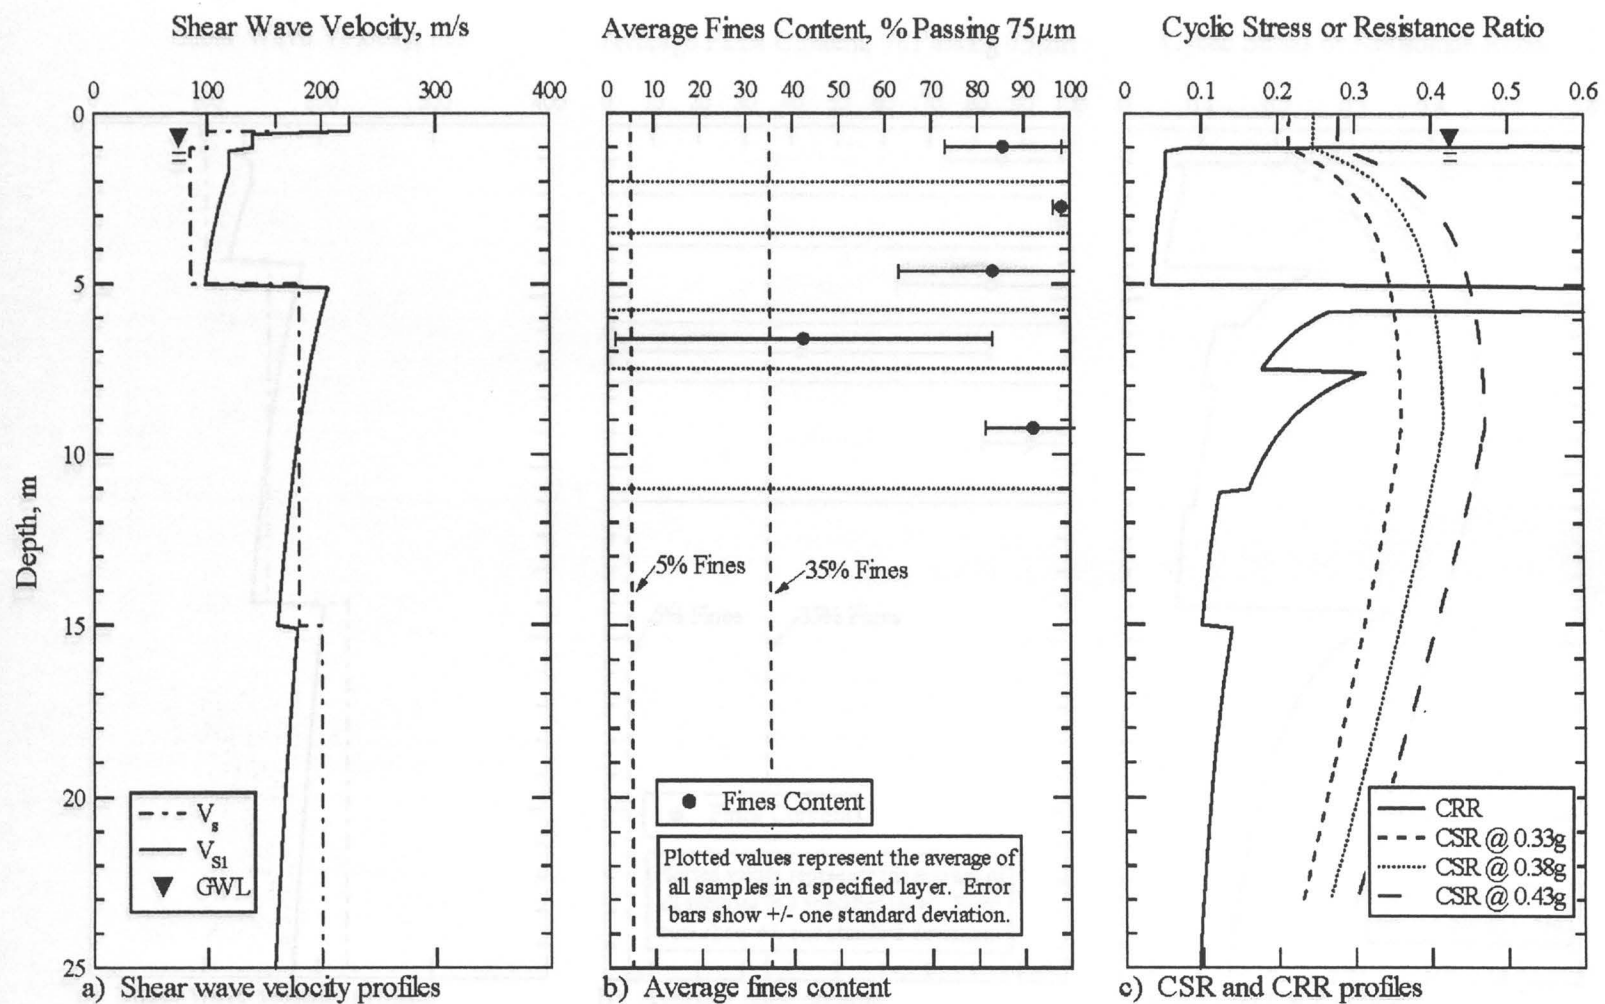 Shear Wave Velocity, m/s
0 100 200 300 400
0
5
10
15
20
25
Depth, m
V_s
V_S1
GWL
a) Shear wave velocity profiles
Average Fines Content, % Passing 75μm
0 10 20 30 40 50 60 70 80 90 100
5% Fines
35% Fines
Fines Content
Plotted values represent the average of
all samples in a specified layer. Error
bars show +/- one standard deviation.
b) Average fines content
Cyclic Stress or Resistance Ratio
0 0.1 0.2 0.3 0.4 0.5 0.6
CRR
CSR @ 0.33g
CSR @ 0.38g
CSR @ 0.43g
c) CSR and CRR profiles